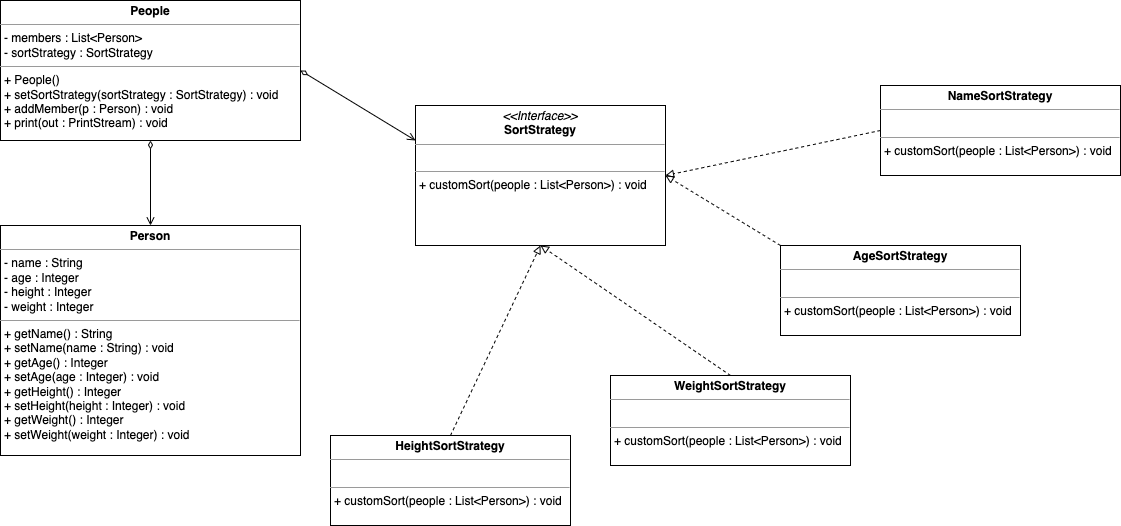 People
- members : List<Person>
- sortStrategy : SortStrategy
+ People()
+ setSortStrategy(sortStrategy : SortStrategy) : void
+ addMember(p : Person) : void
+ print(out : PrintStream) : void
<<Interface>>
SortStrategy
+ customSort(people : List<Person>) : void
NameSortStrategy
+ customSort(people : List<Person>) : void
Person
- name : String
- age : Integer
- height : Integer
- weight : Integer
+ getName() : String
+ setName(name : String) : void
+ getAge() : Integer
+ setAge(age : Integer) : void
+ getHeight() : Integer
+ setHeight(height : Integer) : void
+ getWeight() : Integer
+ setWeight(weight : Integer) : void
AgeSortStrategy
+ customSort(people : List<Person>) : void
WeightSortStrategy
+ customSort(people : List<Person>) : void
HeightSortStrategy
+ customSort(people : List<Person>) : void